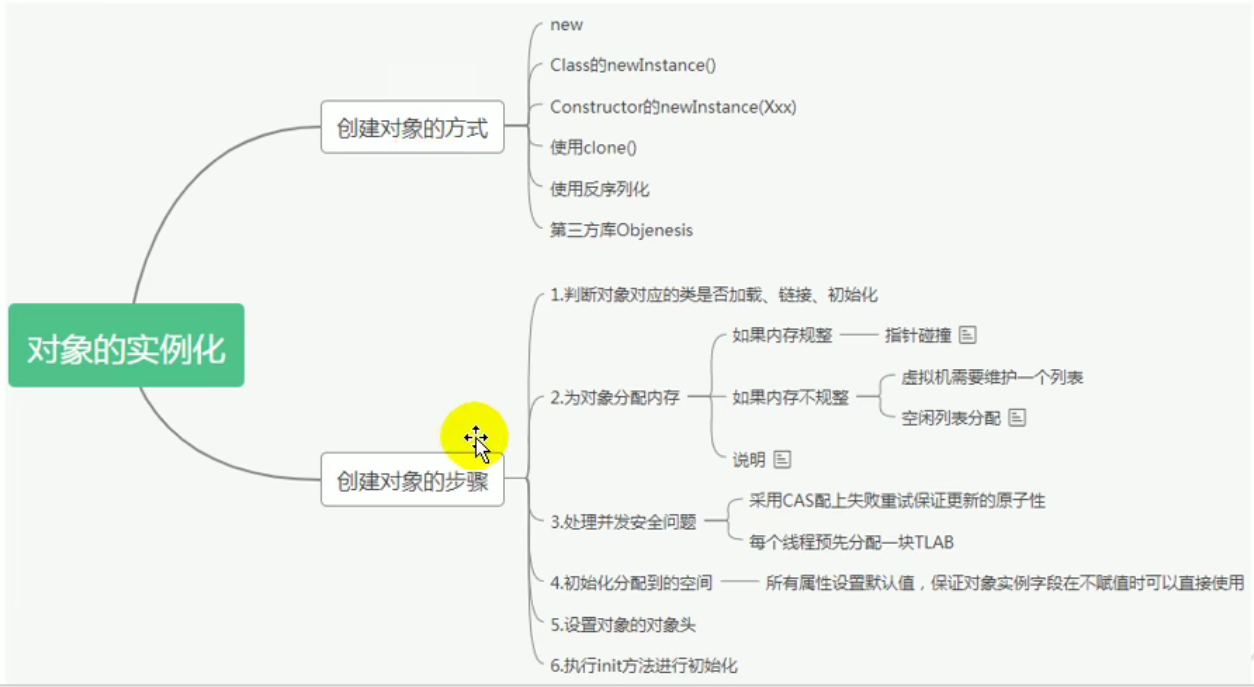 对象的实例化
创建对象的方式
new
Class的newInstance()
Constructor的newInstance(Xxx)
使用clone()
使用反序列化
第三方库Objenesis
创建对象的步骤
1.判断对象对应的类是否加载、链接、初始化
2.为对象分配内存
如果内存规整
指针碰撞
如果内存不规整
虚拟机需要维护一个列表
空闲列表分配
说明
3.处理并发安全问题
采用CAS配上失败重试保证更新的原子性
每个线程预先分配一块TLAB
4.初始化分配到的空间
所有属性设置默认值，保证对象实例字段在不赋值时可以直接使用
5.设置对象的对象头
6.执行init方法进行初始化